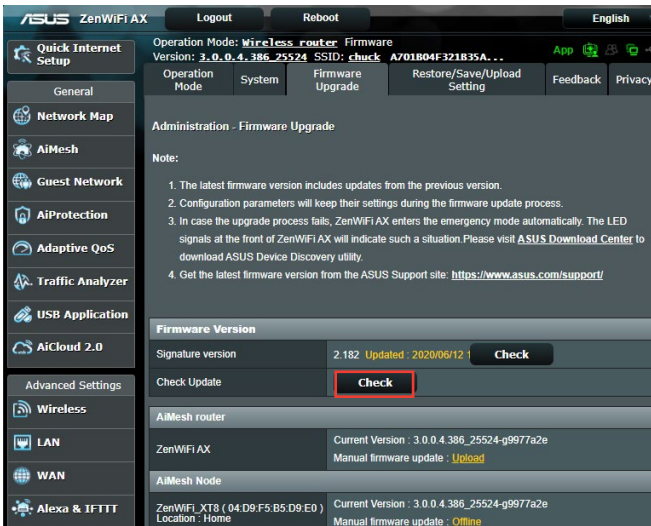 ASUS ZenWiFi AX Logout Reboot English
Quick Internet
Setup
General
Network Map
AiMesh
Guest Network
AiProtection
Adaptive QoS
Traffic Analyzer
USB Application
AiCloud 2.0
Advanced Settings
Wireless
LAN
WAN
Alexa & IFTTT
Operation Mode: Wireless router Firmware
Version: 3.0.0.4.386_25524 SSID: chuck A701B04F321B35A...
App
Operation
Mode
System
Firmware
Upgrade
Restore/Save/Upload
Setting
Feedback
Privacy
Administration - Firmware Upgrade
Note:
1. The latest firmware version includes updates from the previous version.
2. Configuration parameters will keep their settings during the firmware update process.
3. In case the upgrade process fails, ZenWiFi AX enters the emergency mode automatically. The LED
signals at the front of ZenWiFi AX will indicate such a situation.Please visit ASUS Download Center to
download ASUS Device Discovery utility.
4. Get the latest firmware version from the ASUS Support site: https://www.asus.com/support/
Firmware Version
Signature version 2.182 Updated : 2020/06/12 1 Check
Check Update Check
AiMesh router
ZenWiFi AX
Current Version : 3.0.0.4.386_25524-g9977a2e
Manual firmware update : Upload
AiMesh Node
ZenWiFi_XT8 ( 04:D9:F5:B5:D9:E0 )
Location : Home
Current Version : 3.0.0.4.386_25524-g9977a2e
Manual firmware update : Offline